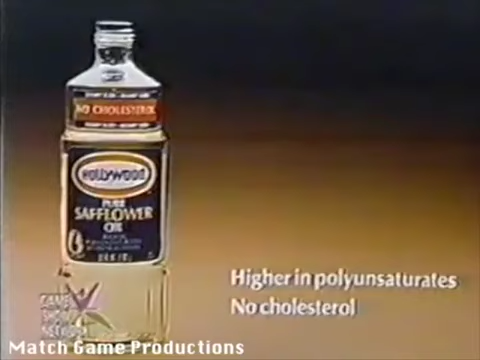 NO CHOLESTEROL
HOLLYWOOD
PURE
SAFFLOWER
OIL
Higher in polyunsaturates
No cholesterol
GAME
SHOW
NETWORK
Match Game Productions